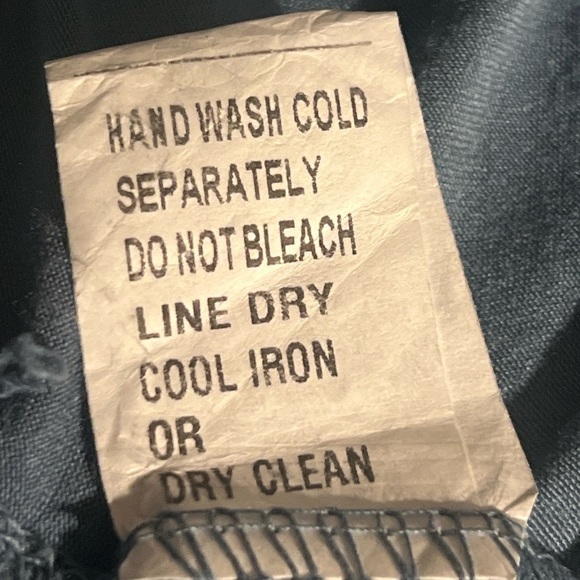 HAND WASH COLD
SEPARATELY
DO NOT BLEACH
LINE DRY
COOL IRON
OR
DRY CLEAN